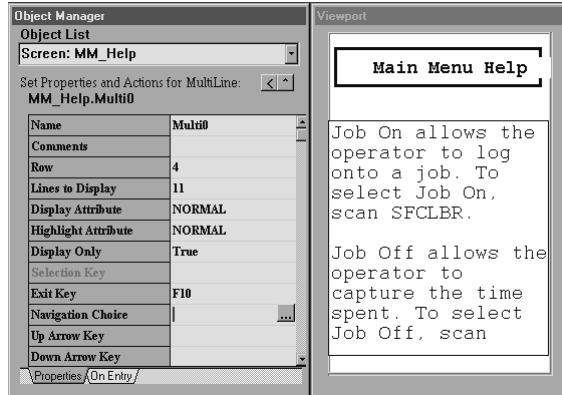 Object Manager
Object List
Screen: MM_Help
Set Properties and Actions for MultiLine:
MM_Help.Multi0
Name Multi0
Comments
Row 4
Lines to Display 11
Display Attribute NORMAL
Highlight Attribute NORMAL
Display Only True
Selection Key
Exit Key F10
Navigation Choice ...
Up Arrow Key
Down Arrow Key
Properties On Entry
Viewport
Main Menu Help
Job On allows the
operator to log
onto a job. To
select Job On,
scan SFCLBR.
Job Off allows the
operator to
capture the time
spent. To select
Job Off, scan